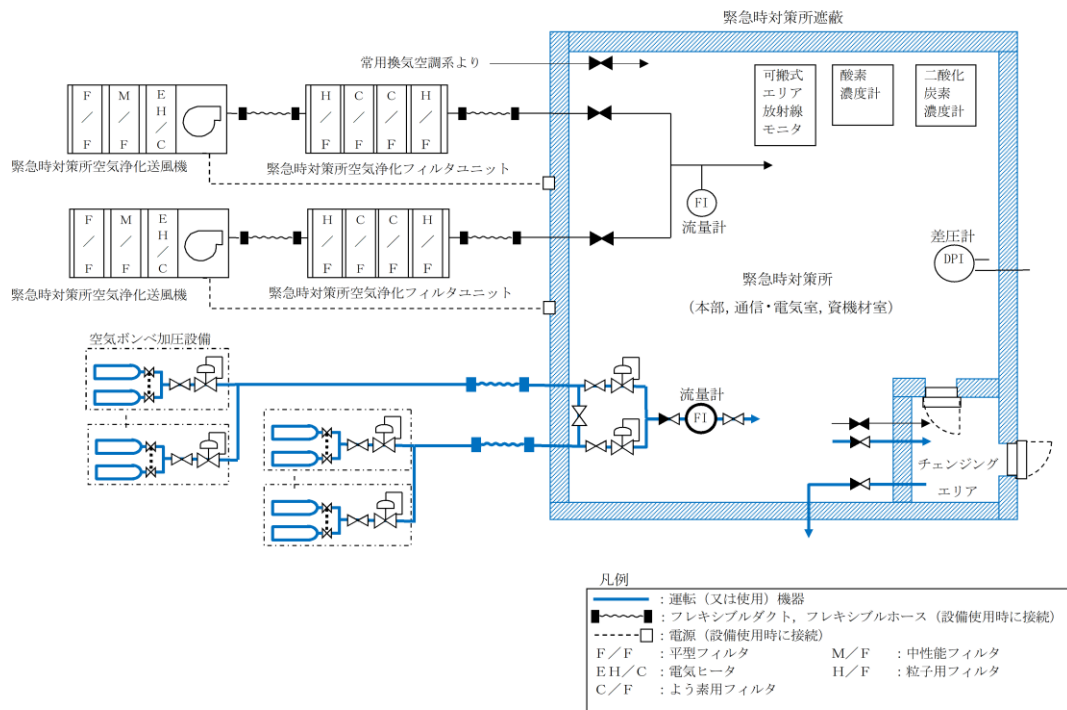 緊急時対策所遮蔽
常用換気空調系より
可搬式
エリア
放射線
モニタ
酸素
濃度計
二酸化
炭素
濃度計
F/F
M/F
EH/C
H/F
C/F
C/F
H/F
緊急時対策所空気浄化送風機
緊急時対策所空気浄化フィルタユニット
FI
流量計
F/F
M/F
EH/C
H/F
C/F
C/F
H/F
緊急時対策所空気浄化送風機
緊急時対策所空気浄化フィルタユニット
差圧計
DPI
緊急時対策所
(本部,通信・電気室,資機材室)
空気ボンベ加圧設備
流量計
FI
チェンジング
エリア
凡例
:運転(又は使用)機器
:フレキシブルダクト,フレキシブルホース(設備使用時に接続)
:電源(設備使用時に接続)
F/F :平型フィルタ M/F :中性能フィルタ
EH/C :電気ヒータ H/F :粒子用フィルタ
C/F :よう素用フィルタ